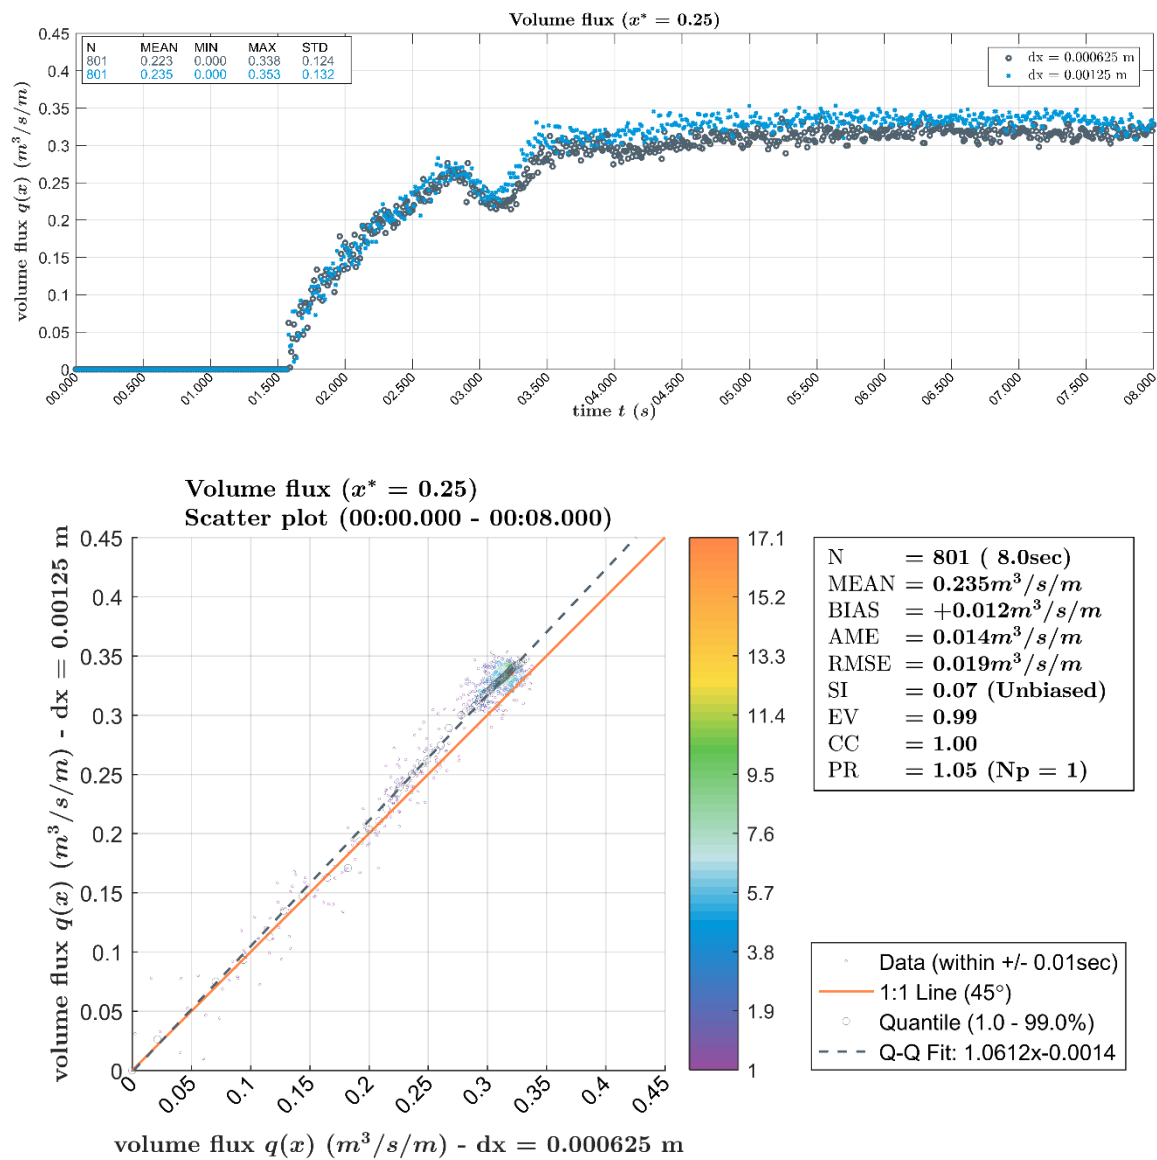 Volume flux (x* = 0.25)
N MEAN MIN MAX STD
801 0.223 0.000 0.338 0.124
801 0.235 0.000 0.353 0.132
dx = 0.000625 m
dx = 0.00125 m
volume flux q(x) (m³/s/m)
0.45
0.4
0.35
0.3
0.25
0.2
0.15
0.1
0.05
0
00.000 00.500 01.000 01.500 02.000 02.500 03.000 03.500 04.000 04.500 05.000 05.500 06.000 06.500 07.000 07.500 08.000
time t (s)
Volume flux (x* = 0.25)
Scatter plot (00:00.000 - 00:08.000)
volume flux q(x) (m³/s/m) - dx = 0.00125 m
0.45
0.4
0.35
0.3
0.25
0.2
0.15
0.1
0.05
0
0 0.05 0.1 0.15 0.2 0.25 0.3 0.35 0.4 0.45
volume flux q(x) (m³/s/m) - dx = 0.000625 m
17.1
15.2
13.3
11.4
9.5
7.6
5.7
3.8
1.9
1
N = 801 ( 8.0sec)
MEAN = 0.235m³/s/m
BIAS = +0.012m³/s/m
AME = 0.014m³/s/m
RMSE = 0.019m³/s/m
SI = 0.07 (Unbiased)
EV = 0.99
CC = 1.00
PR = 1.05 (Np = 1)
Data (within +/- 0.01sec)
1:1 Line (45°)
Quantile (1.0 - 99.0%)
Q-Q Fit: 1.0612x-0.0014